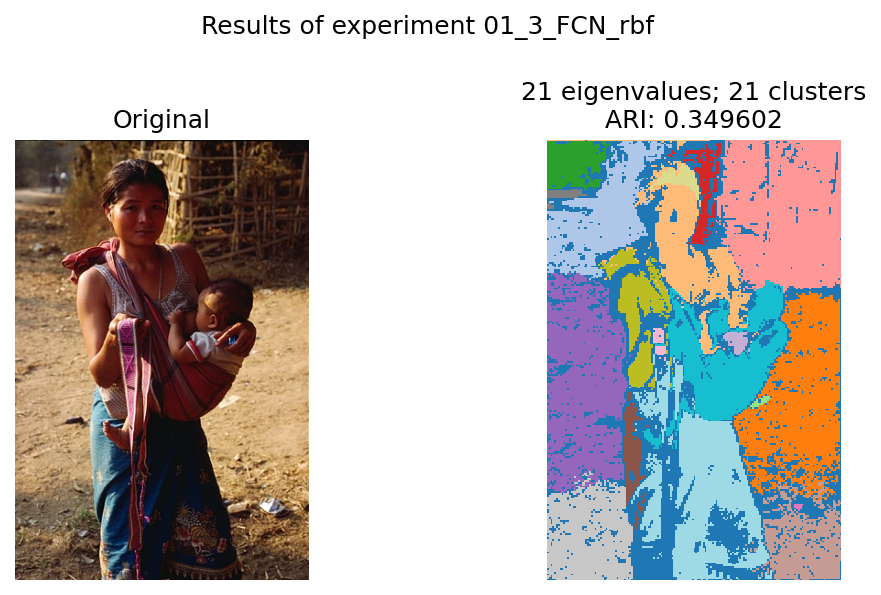 Results of experiment 01_3_FCN_rbf
Original
21 eigenvalues; 21 clusters
ARI: 0.349602